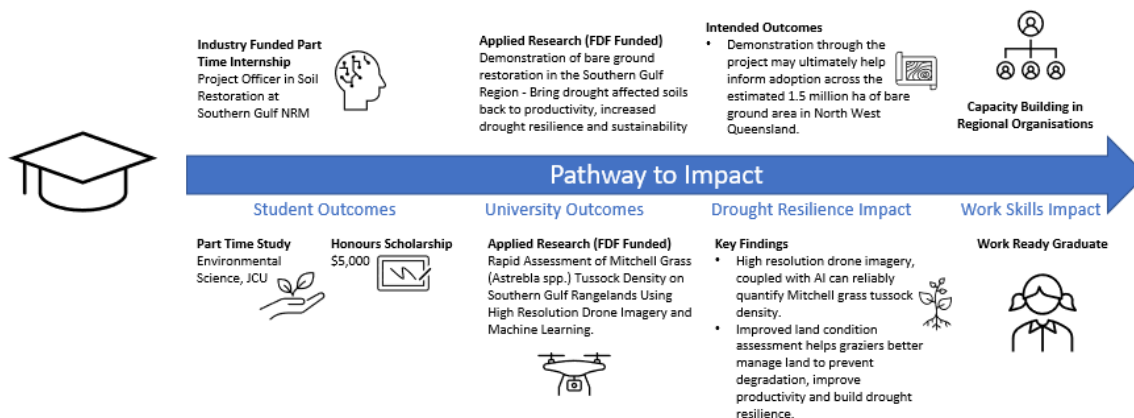 Industry Funded Part
Time Internship
Project Officer in Soil
Restoration at
Southern Gulf NRM
Applied Research (FDF Funded)
Demonstration of bare ground
restoration in the Southern Gulf
Region - Bring drought affected soils
back to productivity, increased
drought resilience and sustainability
Intended Outcomes
• Demonstration through the
project may ultimately help
inform adoption across the
estimated 1.5 million ha of bare
ground area in North West
Queensland.
Capacity Building in
Regional Organisations
Pathway to Impact
Student Outcomes
University Outcomes
Drought Resilience Impact
Work Skills Impact
Part Time Study
Environmental
Science, JCU
Honours Scholarship
$5,000
Applied Research (FDF Funded)
Rapid Assessment of Mitchell Grass
(Astrebla spp.) Tussock Density on
Southern Gulf Rangelands Using
High Resolution Drone Imagery and
Machine Learning.
Key Findings
• High resolution drone imagery,
coupled with AI can reliably
quantify Mitchell grass tussock
density.
• Improved land condition
assessment helps graziers better
manage land to prevent
degradation, improve
productivity and build drought
resilience.
Work Ready Graduate